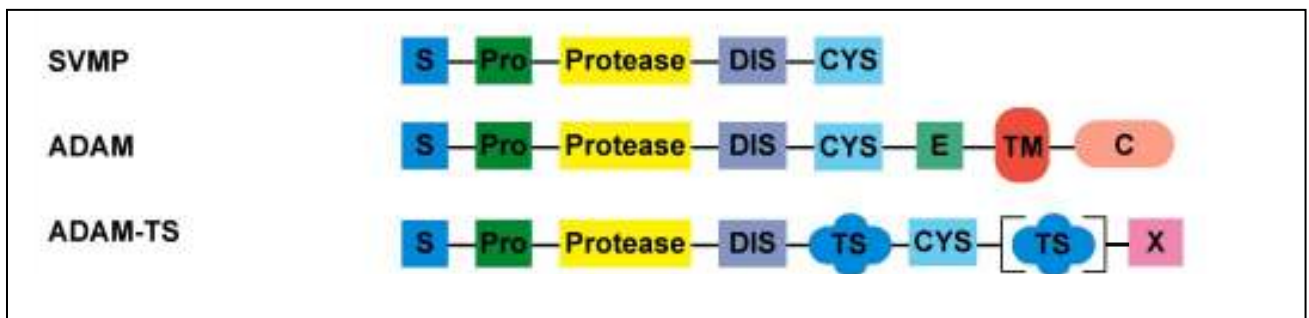 SVMP S Pro Protease DIS CYS
ADAM S Pro Protease DIS CYS E TM C
ADAM-TS S Pro Protease DIS TS CYS [TS] X